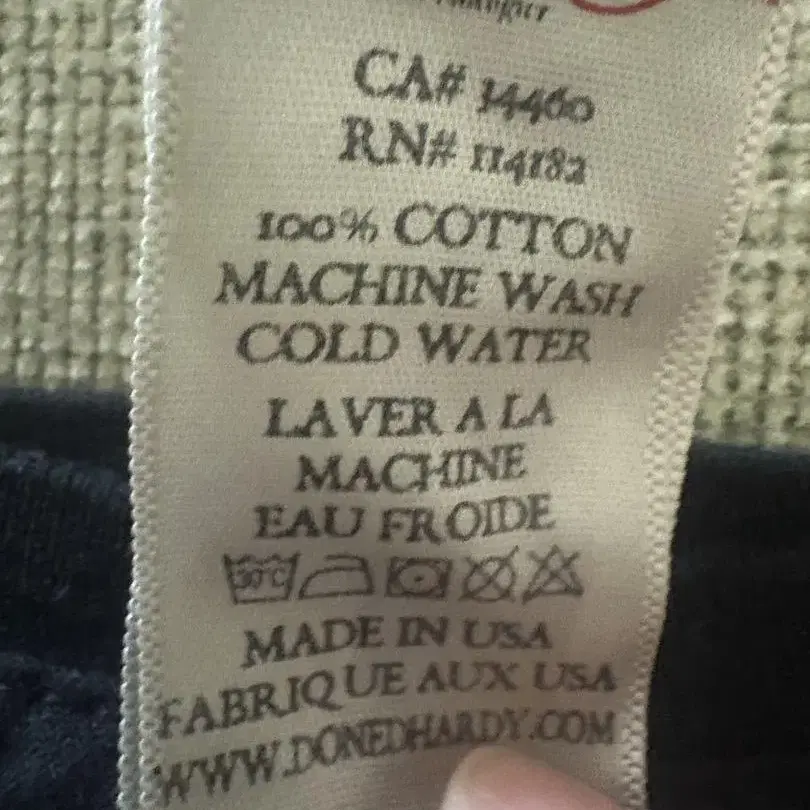 CA# 14460
RN# 114182
100% COTTON
MACHINE WASH
COLD WATER
LAVER A LA
MACHINE
EAU FROIDE
30°C
MADE IN USA
FABRIQUE AUX USA
WWW.DONEDHARDY.COM